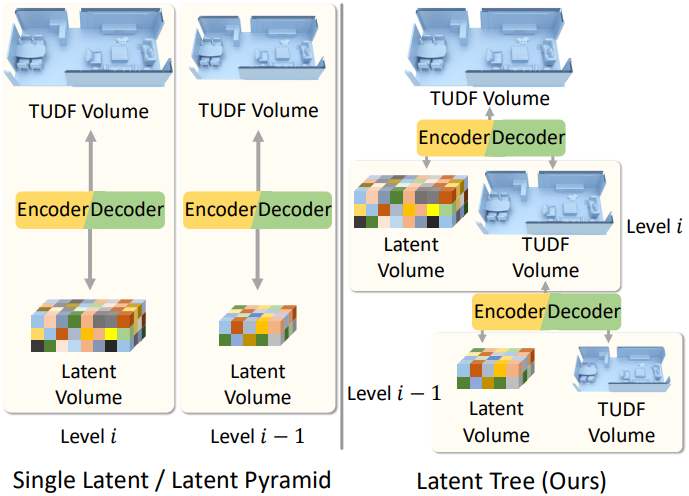 TUDF Volume
Encoder Decoder
Latent
Volume
Level i
TUDF Volume
Encoder Decoder
Latent
Volume
Level i − 1
Single Latent / Latent Pyramid
TUDF Volume
Encoder Decoder
Latent
Volume
TUDF
Volume
Level i
Encoder Decoder
Level i − 1
Latent
Volume
TUDF
Volume
Latent Tree (Ours)